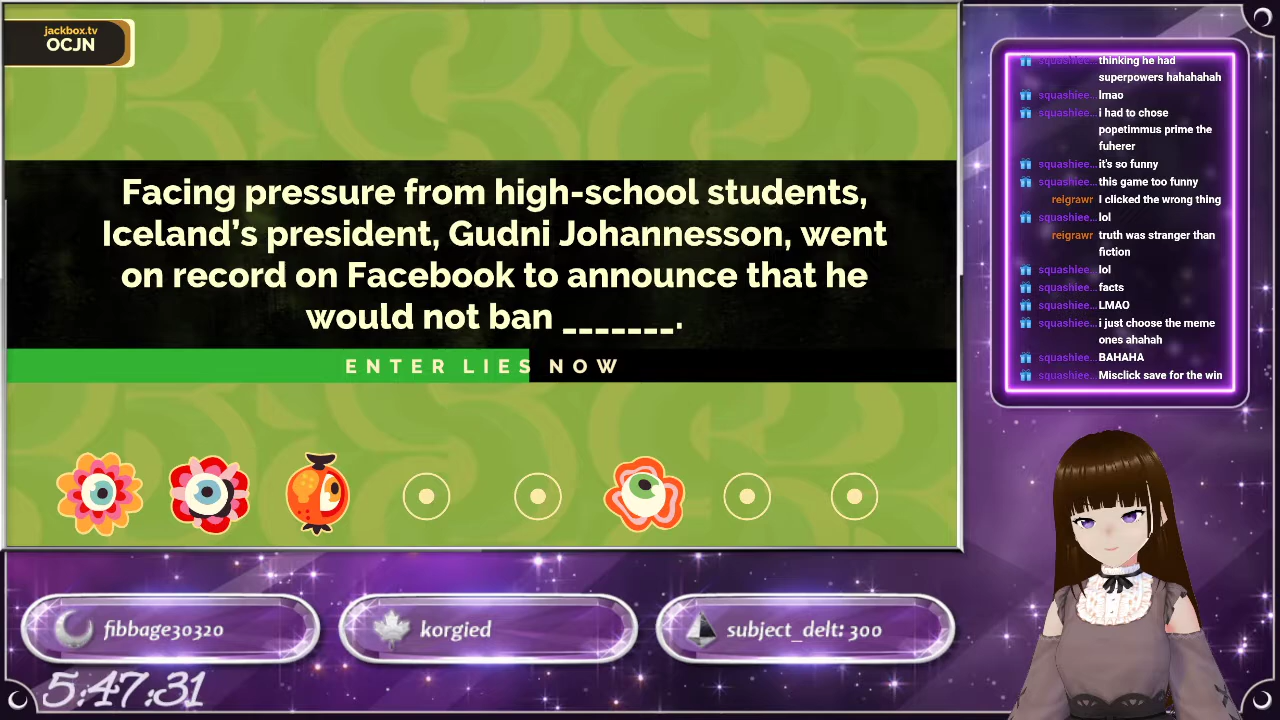 jackbox.tv
OCJN
Facing pressure from high-school students,
Iceland's president, Gudni Johannesson, went
on record on Facebook to announce that he
would not ban _______.
ENTER LIES NOW
squashiee... thinking he had
superpowers hahahahah
squashiee... lmao
squashiee... i had to chose
popetimmus prime the
fuherer
squashiee... it's so funny
squashiee... this game too funny
reigrawr I clicked the wrong thing
squashiee... lol
reigrawr truth was stranger than
fiction
squashiee... lol
squashiee... facts
squashiee... LMAO
squashiee... i just choose the meme
ones ahahah
squashiee... BAHAHA
squashiee... Misclick save for the win
fibbage30320
korgied
subject_delt: 300
5:47:31